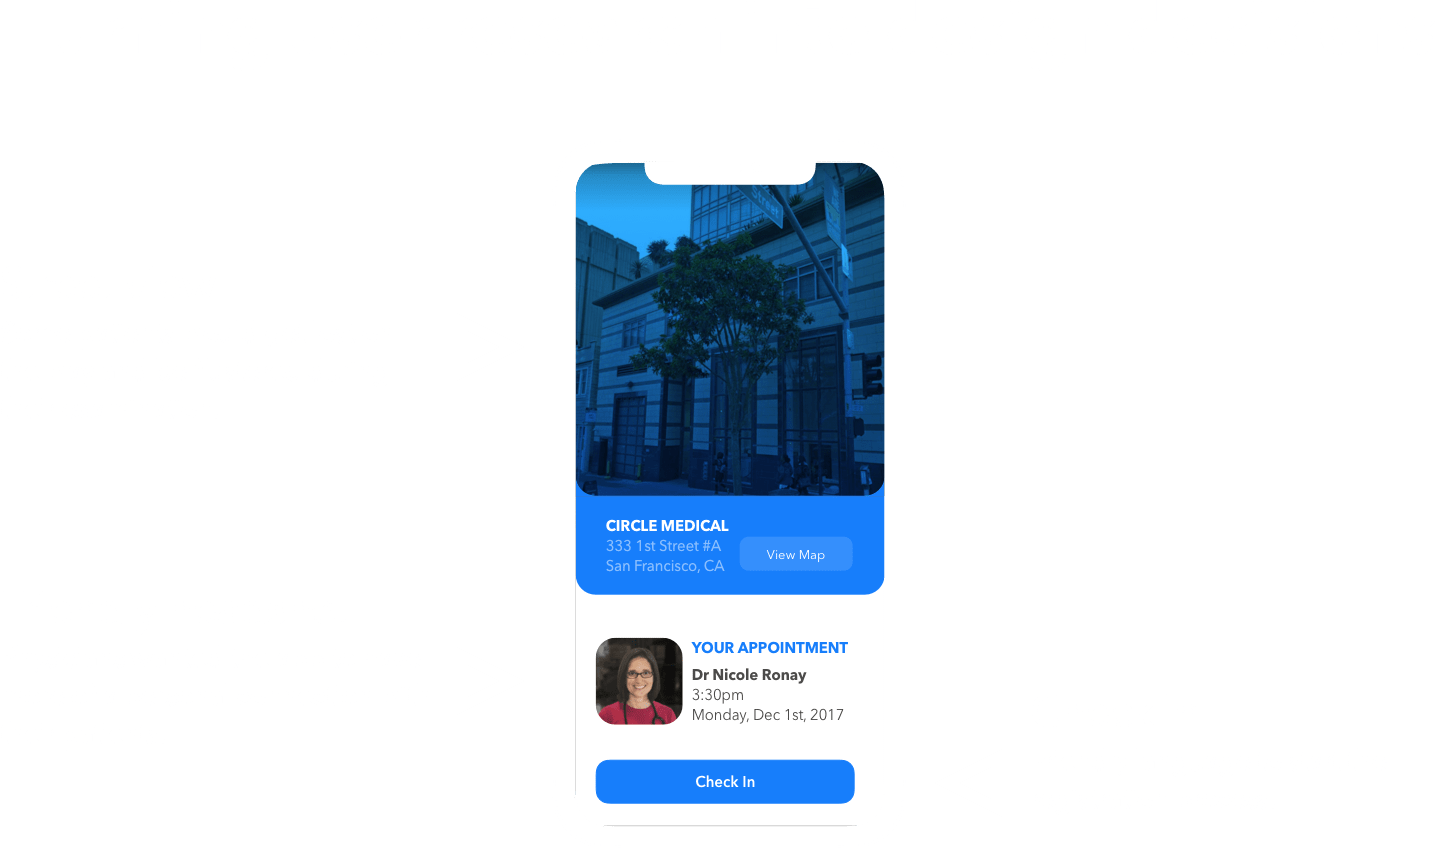 Street
CIRCLE MEDICAL
333 1st Street #A
San Francisco, CA
View Map
YOUR APPOINTMENT
Dr Nicole Ronay
3:30pm
Monday, Dec 1st, 2017
Check In